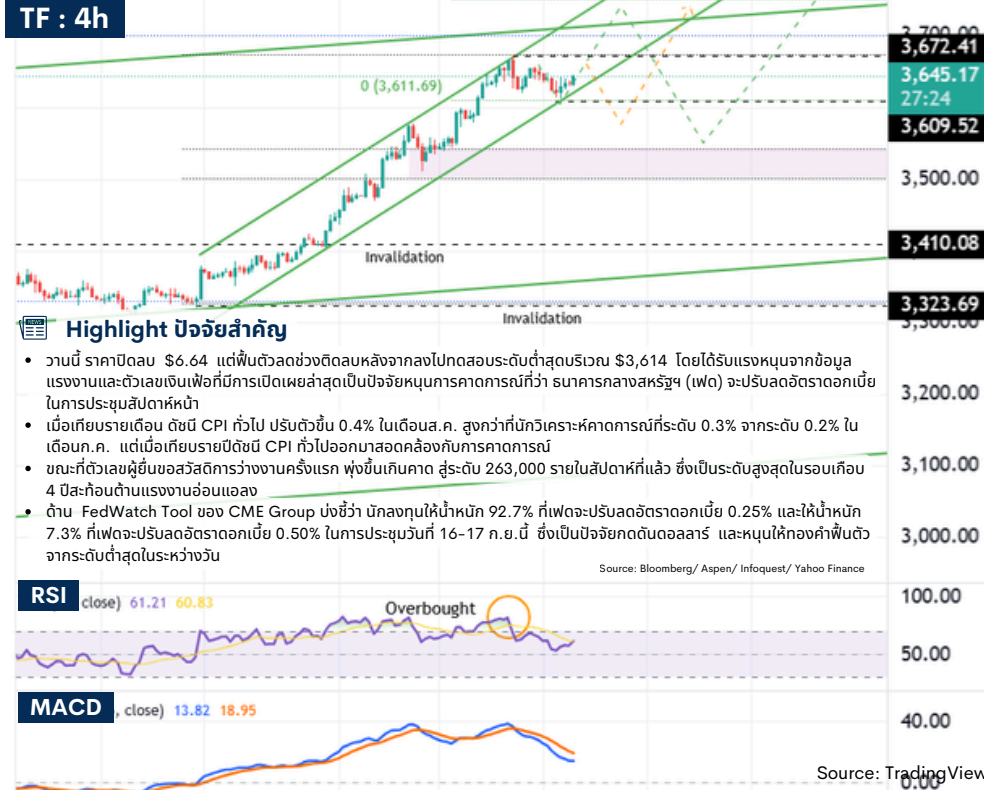 TF : 4h
3,700.00
3,672.41
0 (3,611.69)
3,645.17
27:24
3,609.52
3,500.00
3,410.08
Invalidation
3,323.69
Invalidation
3,300.00
NEWS
Highlight ปัจจัยสำคัญ
• วานนี้ ราคาปิดลบ $6.64 แต่ฟื้นตัวลดช่วงติดลบหลังจากลงไปทดสอบระดับต่ำสุดบริเวณ $3,614 โดยได้รับแรงหนุนจากข้อมูล
แรงงานและตัวเลขเงินเฟ้อที่มีการเปิดเผยล่าสุดเป็นปัจจัยหนุนการคาดการณ์ที่ว่า ธนาคารกลางสหรัฐฯ (เฟด) จะปรับลดอัตราดอกเบี้ย
ในการประชุมสัปดาห์หน้า
3,200.00
• เมื่อเทียบรายเดือน ดัชนี CPI ทั่วไป ปรับตัวขึ้น 0.4% ในเดือนส.ค. สูงกว่าที่นักวิเคราะห์คาดการณ์ที่ระดับ 0.3% จากระดับ 0.2% ใน
เดือนก.ค. แต่เมื่อเทียบรายปีดัชนี CPI ทั่วไปออกมาสอดคล้องกับการคาดการณ์
• ขณะที่ตัวเลขผู้ยื่นขอสวัสดิการว่างงานครั้งแรก พุ่งขึ้นเกินคาด สู่ระดับ 263,000 รายในสัปดาห์ที่แล้ว ซึ่งเป็นระดับสูงสุดในรอบเกือบ
4 ปีสะท้อนด้านแรงงานอ่อนแอลง
3,100.00
• ด้าน FedWatch Tool ของ CME Group บ่งชี้ว่า นักลงทุนให้น้ำหนัก 92.7% ที่เฟดจะปรับลดอัตราดอกเบี้ย 0.25% และให้น้ำหนัก
7.3% ที่เฟดจะปรับลดอัตราดอกเบี้ย 0.50% ในการประชุมวันที่ 16-17 ก.ย.นี้ ซึ่งเป็นปัจจัยกดดันดอลลาร์ และหนุนให้ทองคำฟื้นตัว
จากระดับต่ำสุดในระหว่างวัน
3,000.00
Source: Bloomberg/ Aspen/ Infoquest/ Yahoo Finance
RSI
close) 61.21 60.83
100.00
Overbought
50.00
MACD
, close) 13.82 18.95
40.00
Source: TradingView
0.00